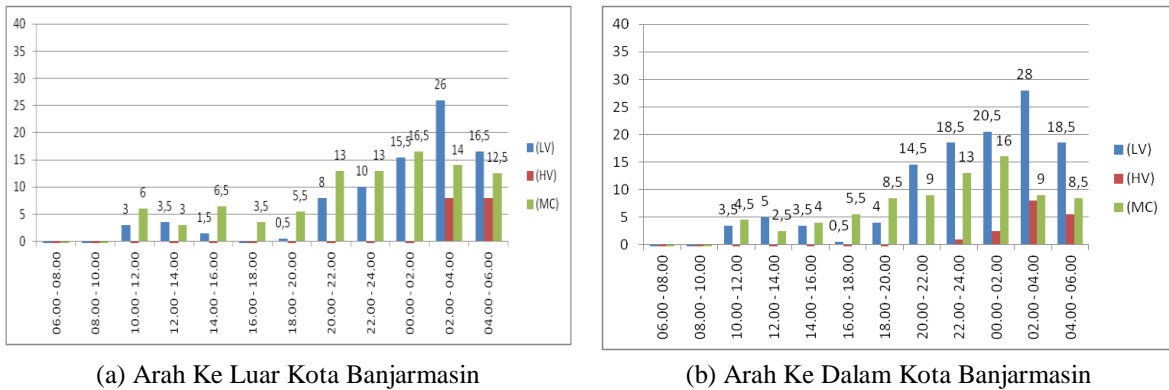 40
35
30
25
20
15
10
5
0
3
6
3,5
3
1,5
6,5
3,5
0,5
5,5
8
13
10
13
15,5
16,5
26
14
16,5
12,5
06.00 - 08.00
08.00 - 10.00
10.00 - 12.00
12.00 - 14.00
14.00 - 16.00
16.00 - 18.00
18.00 - 20.00
20.00 - 22.00
22.00 - 24.00
00.00 - 02.00
02.00 - 04.00
04.00 - 06.00
(LV)
(HV)
(MC)
(a) Arah Ke Luar Kota Banjarmasin
40
35
30
25
20
15
10
5
0
3,5
4,5
5
2,5
3,5
4
0,5
5,5
4
8,5
14,5
9
18,5
13
20,5
16
28
9
18,5
8,5
06.00 - 08.00
08.00 - 10.00
10.00 - 12.00
12.00 - 14.00
14.00 - 16.00
16.00 - 18.00
18.00 - 20.00
20.00 - 22.00
22.00 - 24.00
00.00 - 02.00
02.00 - 04.00
04.00 - 06.00
(LV)
(HV)
(MC)
(b) Arah Ke Dalam Kota Banjarmasin